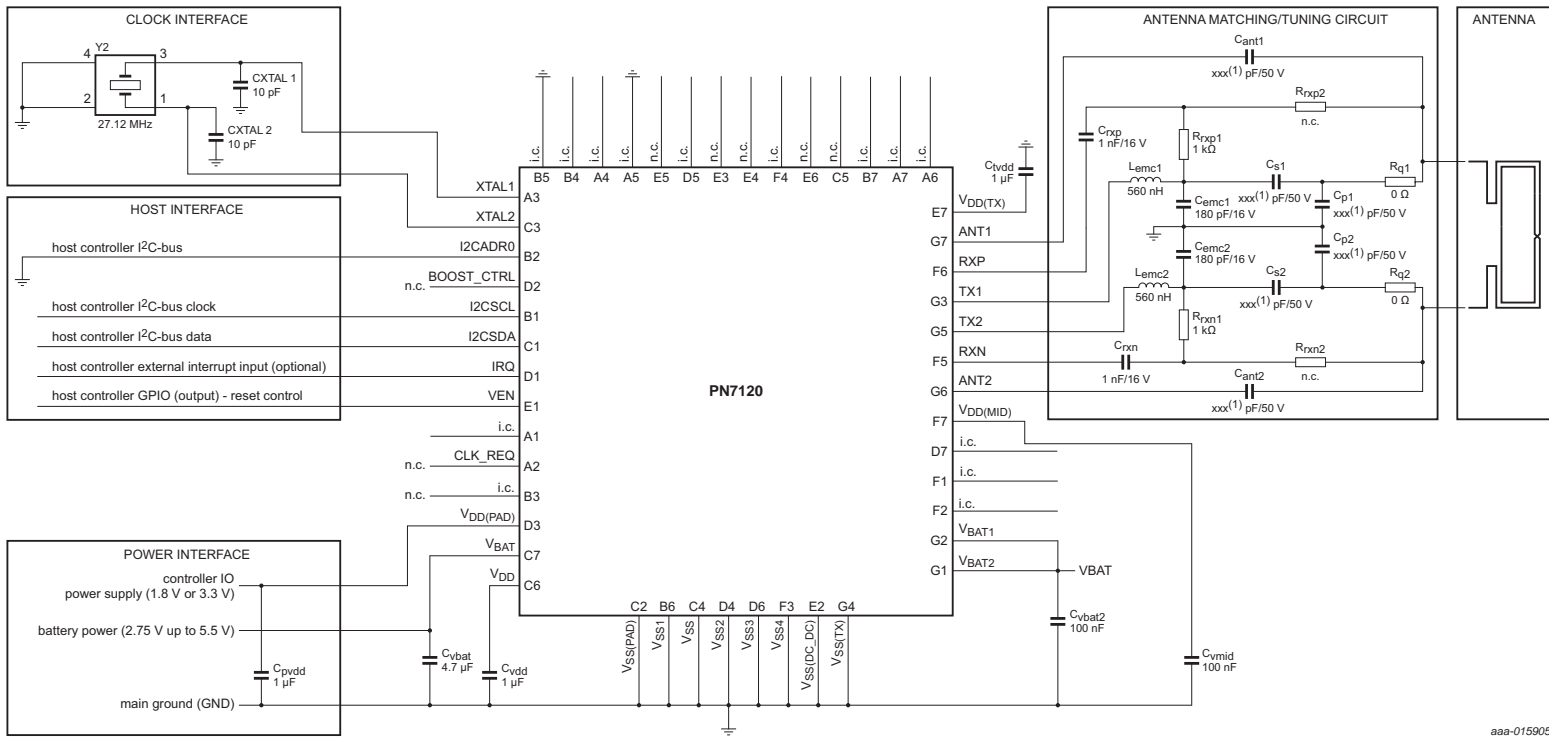 CLOCK INTERFACE
Y2
4
3
2
1
27.12 MHz
CXTAL 1
10 pF
CXTAL 2
10 pF
HOST INTERFACE
host controller I²C-bus
host controller I²C-bus clock
host controller I²C-bus data
host controller external interrupt input (optional)
host controller GPIO (output) - reset control
POWER INTERFACE
controller IO
power supply (1.8 V or 3.3 V)
battery power (2.75 V up to 5.5 V)
main ground (GND)
Cpvdd
1 µF
Cvbat
4.7 µF
Cvdd
1 µF
XTAL1
A3
XTAL2
C3
I2CADR0
B2
BOOST_CTRL
n.c.
D2
I2CSCL
B1
I2CSDA
C1
IRQ
D1
VEN
E1
i.c.
A1
CLK_REQ
n.c.
A2
i.c.
n.c.
B3
VDD(PAD)
D3
VBAT
C7
VDD
C6
i.c. i.c. i.c. i.c. n.c. i.c. n.c. n.c. i.c. n.c. n.c. i.c. i.c. i.c.
B5 B4 A4 A5 E5 D5 E3 E4 F4 E6 C5 B7 A7 A6
PN7120
C2 B6 C4 D4 D6 F3 E2 G4
VSS(PAD) VSS1 VSS VSS2 VSS3 VSS4 VSS(DC_DC) VSS(TX)
Ctvdd
1 µF
VDD(TX)
E7
ANT1
G7
RXP
F6
TX1
G3
TX2
G5
RXN
F5
ANT2
G6
VDD(MID)
F7
i.c.
D7
i.c.
F1
i.c.
F2
VBAT1
G2
VBAT2
G1
VBAT
Cvbat2
100 nF
Cvmid
100 nF
ANTENNA MATCHING/TUNING CIRCUIT
Cant1
xxx(1) pF/50 V
Rrxp2
n.c.
Crxp
1 nF/16 V
Rrxp1
1 kΩ
Lemc1
560 nH
Cs1
xxx(1) pF/50 V
Rq1
0 Ω
Cemc1
180 pF/16 V
Cp1
xxx(1) pF/50 V
Cemc2
180 pF/16 V
Cp2
xxx(1) pF/50 V
Lemc2
560 nH
Cs2
xxx(1) pF/50 V
Rq2
0 Ω
Rrxn1
1 kΩ
Crxn
1 nF/16 V
Rrxn2
n.c.
Cant2
xxx(1) pF/50 V
ANTENNA
aaa-015905